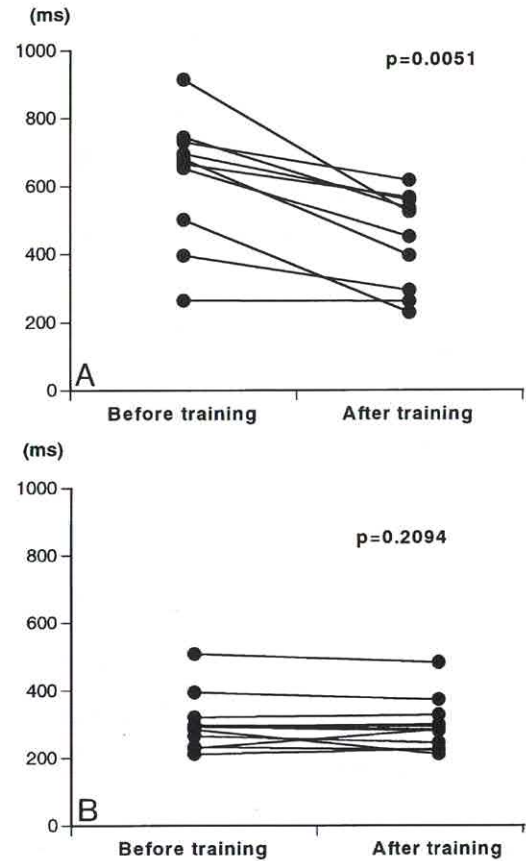 (ms)
p=0.0051
1000
800
600
400
200
0
A
Before training After training
(ms)
1000
p=0.2094
800
600
400
200
0
B
Before training After training